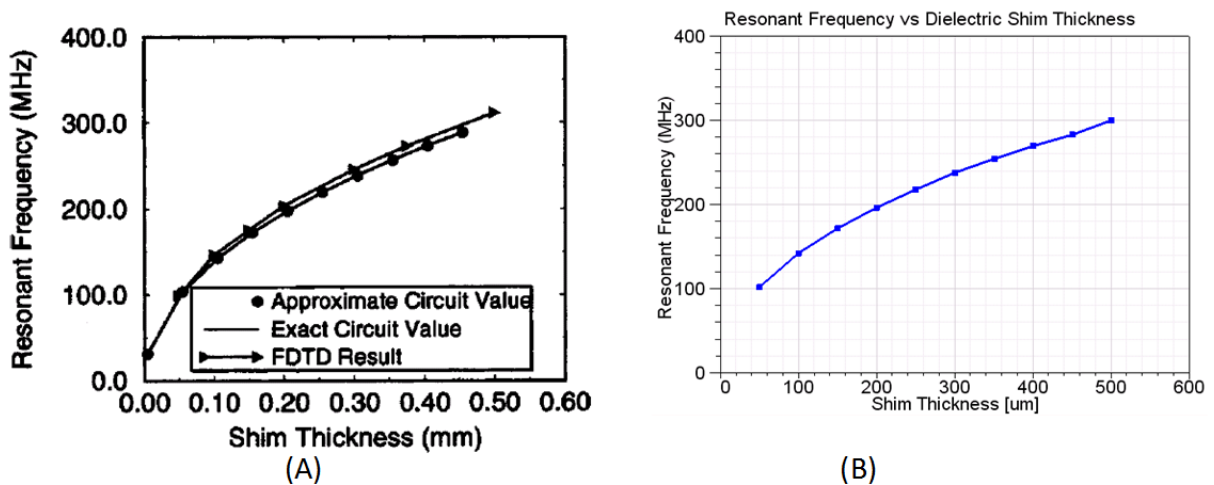 400.0
300.0
200.0
100.0
0.0
Resonant Frequency (MHz)
Approximate Circuit Value
Exact Circuit Value
FDTD Result
0.00 0.10 0.20 0.30 0.40 0.50 0.60
Shim Thickness (mm)
(A)
Resonant Frequency vs Dielectric Shim Thickness
400
300
200
100
0
Resonant Frequency (MHz)
0 100 200 300 400 500 600
Shim Thickness [um]
(B)